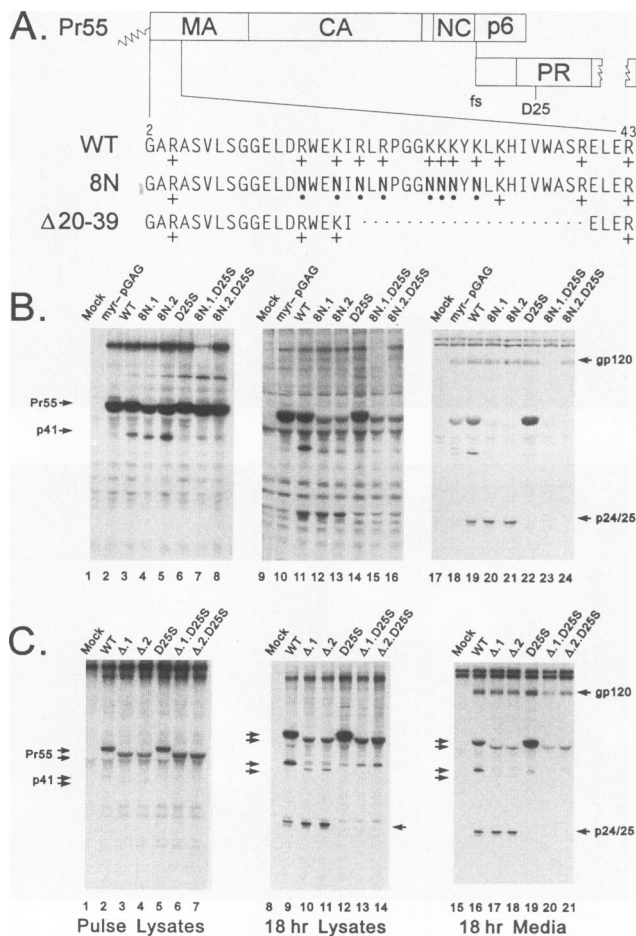 A.
Pr55 MA CA NC p6
PR
fs D25
2 43
WT GARASVLSGGELDRWEKIRLRPGGKKKYKLKHIVWASRELER
+ + + + + + + + + + + +
8N GARASVLSGGELDNWENINLNPGGNNNYNLKHIVWASRELER
+ • • • • • • • • + + +
Δ20-39 GARASVLSGGELDRWEKI····················ELER
+ + + +
B.
Mock myr– pGAG WT 8N.1 8N.2 D25S 8N.1.D25S 8N.2.D25S
Mock myr– pGAG WT 8N.1 8N.2 D25S 8N.1.D25S 8N.2.D25S
Mock myr– pGAG WT 8N.1 8N.2 D25S 8N.1.D25S 8N.2.D25S
Pr55
p41
gp120
p24/25
1 2 3 4 5 6 7 8
9 10 11 12 13 14 15 16
17 18 19 20 21 22 23 24
C.
Mock WT Δ.1 Δ.2 D25S Δ.1.D25S Δ.2.D25S
Mock WT Δ.1 Δ.2 D25S Δ.1.D25S Δ.2.D25S
Mock WT Δ.1 Δ.2 D25S Δ.1.D25S Δ.2.D25S
Pr55
p41
gp120
p24/25
1 2 3 4 5 6 7
8 9 10 11 12 13 14
15 16 17 18 19 20 21
Pulse Lysates
18 hr Lysates
18 hr Media